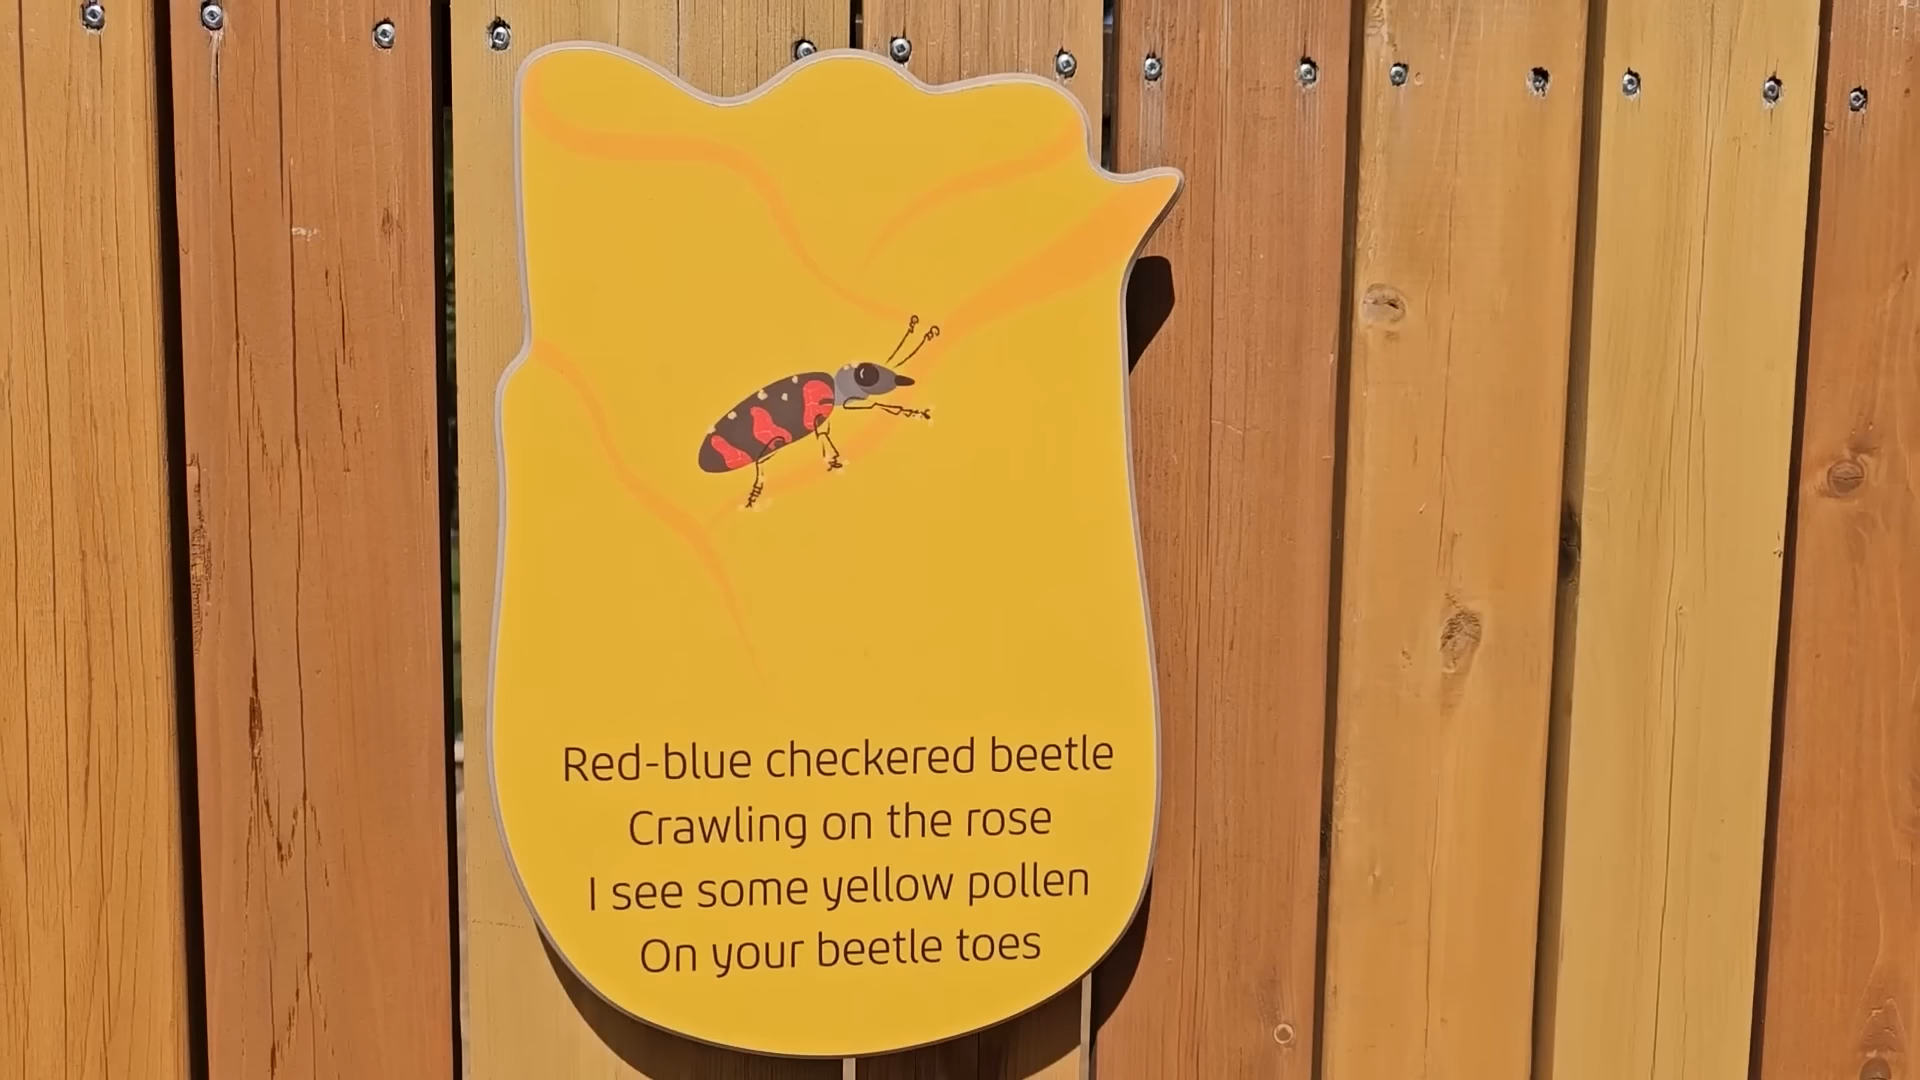 Red-blue checkered beetle
Crawling on the rose
I see some yellow pollen
On your beetle toes